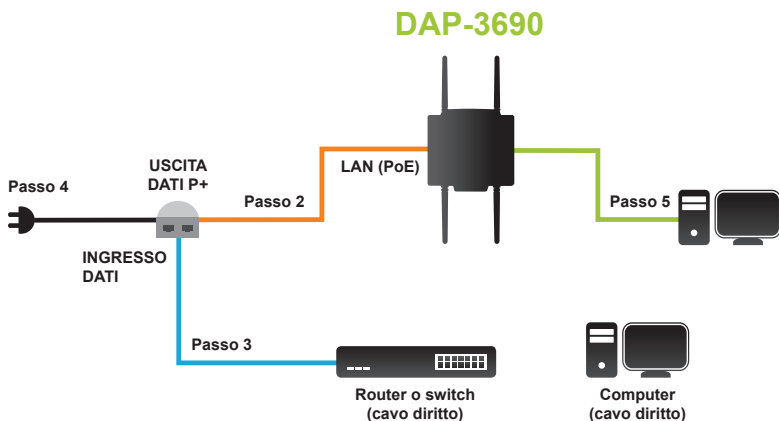 DAP-3690
USCITA
DATI P+
LAN (PoE)
Passo 4
Passo 2
Passo 5
INGRESSO
DATI
Passo 3
Router o switch
(cavo diritto)
Computer
(cavo diritto)